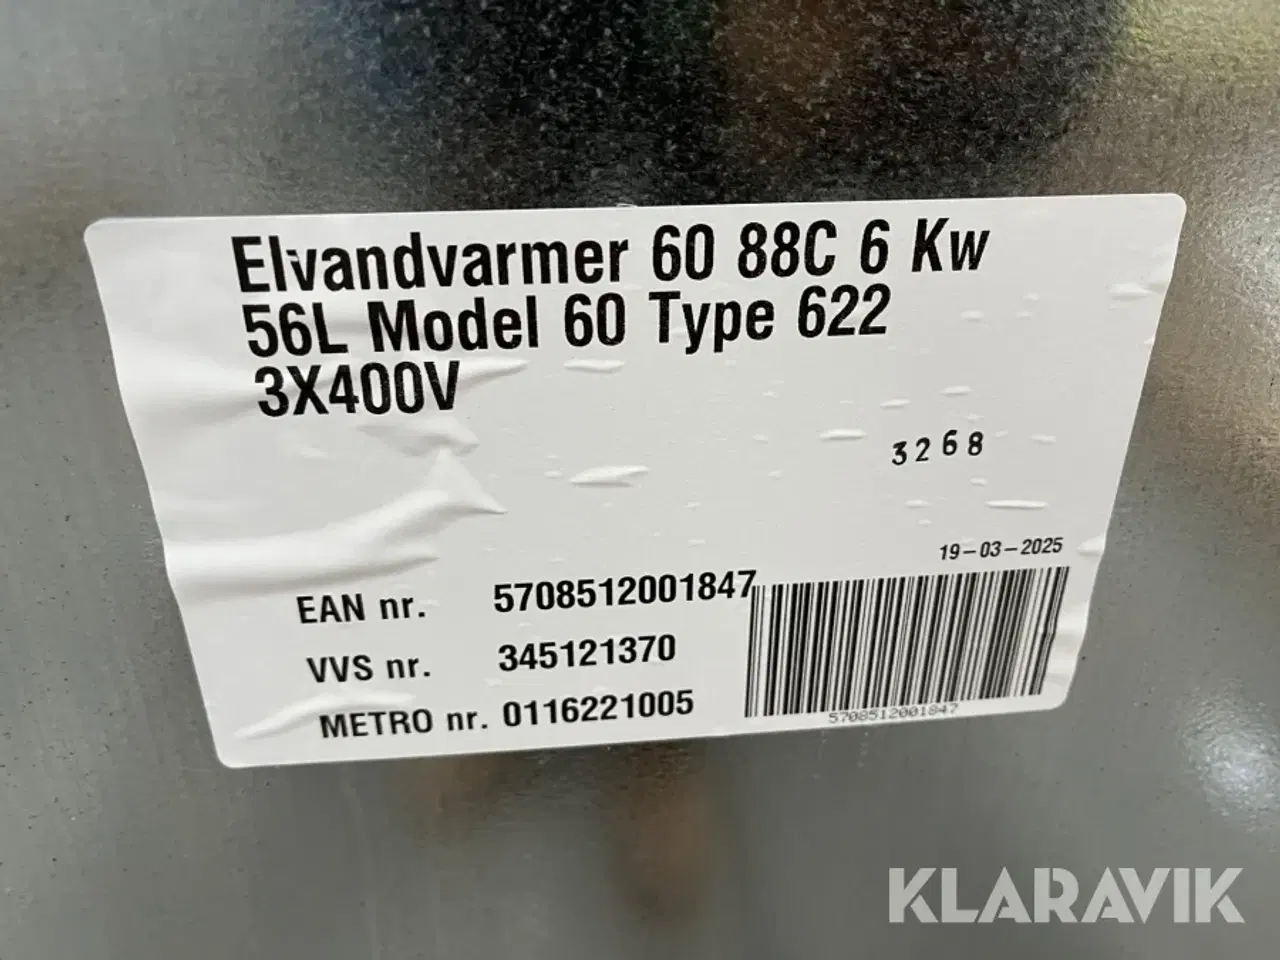 Elvandvarmer 60 88C 6 Kw
56L Model 60 Type 622
3X400V
3268
19-03-2025
EAN nr. 5708512001847
VVS nr. 345121370
METRO nr. 0116221005
5708512001847
KLARAVIK